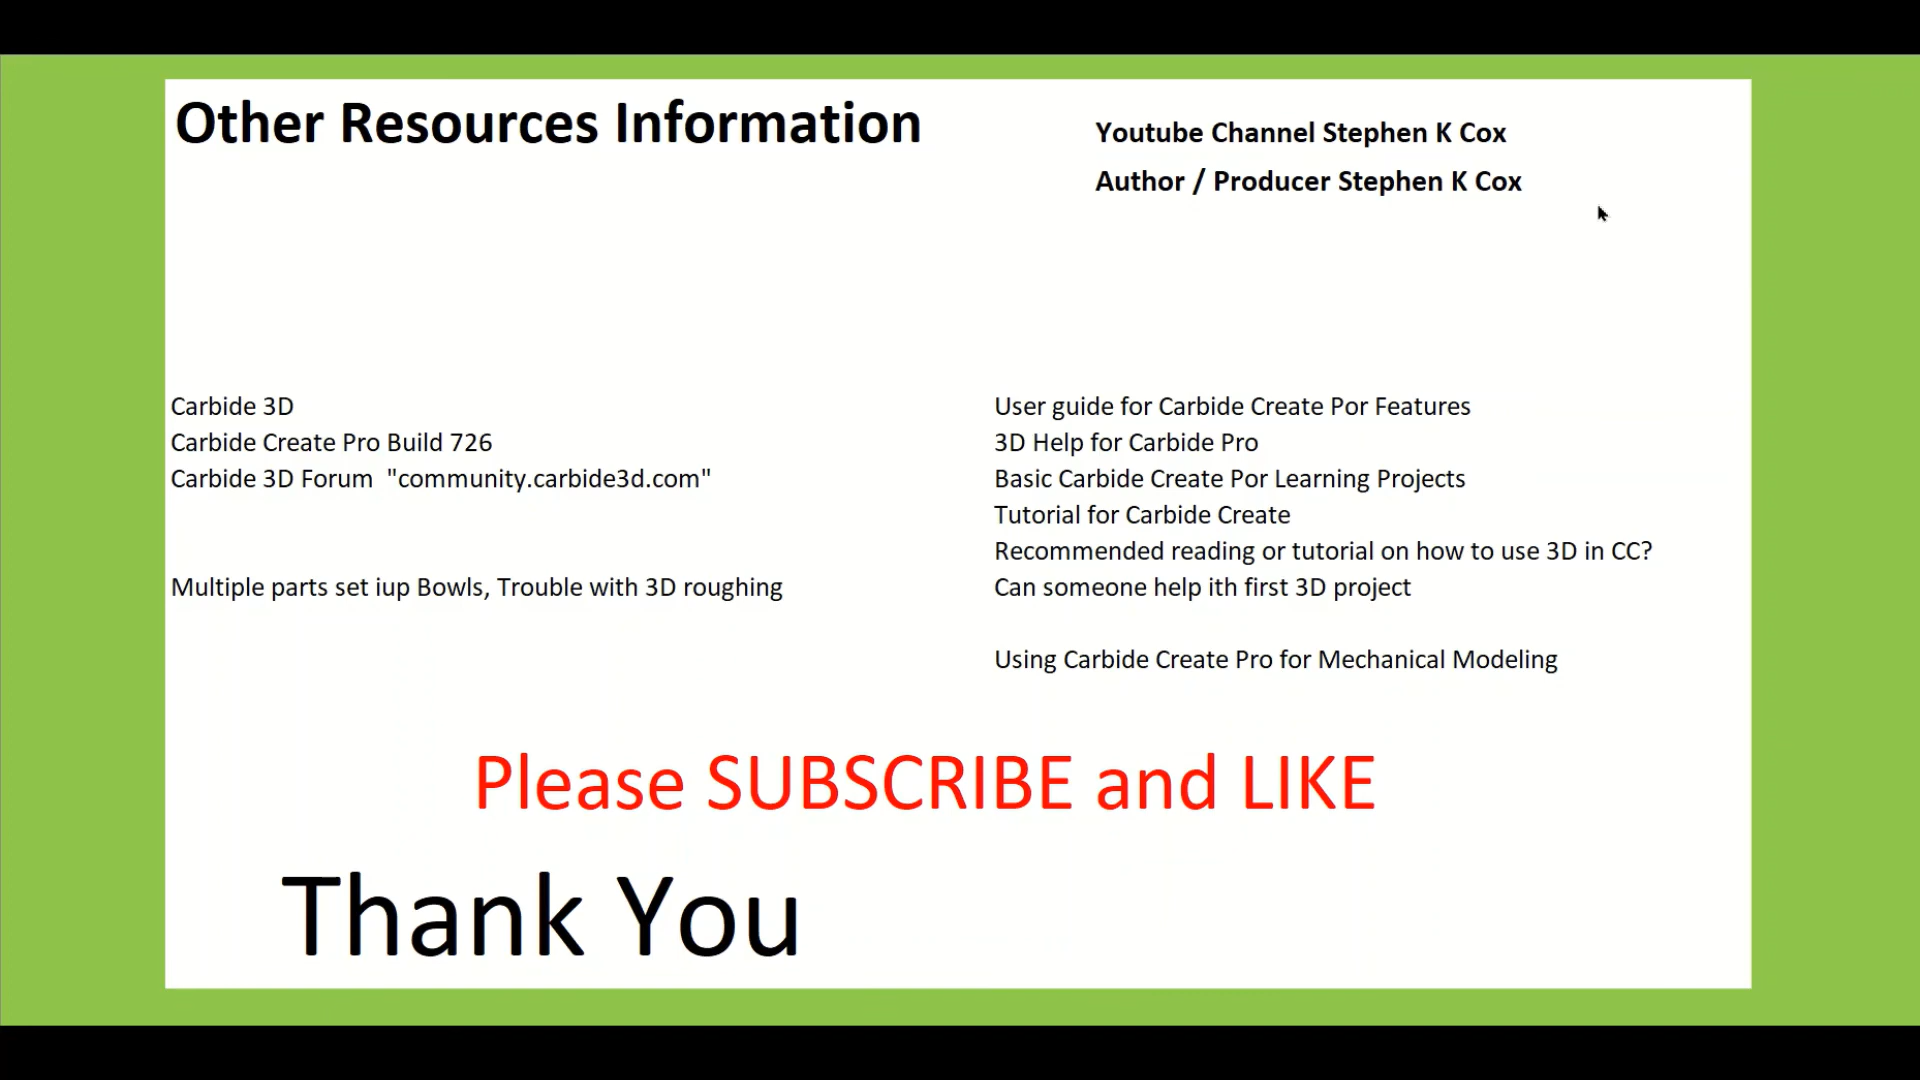 Other Resources Information
Youtube Channel Stephen K Cox
Author / Producer Stephen K Cox
Carbide 3D
Carbide Create Pro Build 726
Carbide 3D Forum "community.carbide3d.com"
Multiple parts set iup Bowls, Trouble with 3D roughing
User guide for Carbide Create Por Features
3D Help for Carbide Pro
Basic Carbide Create Por Learning Projects
Tutorial for Carbide Create
Recommended reading or tutorial on how to use 3D in CC?
Can someone help ith first 3D project
Using Carbide Create Pro for Mechanical Modeling
Please SUBSCRIBE and LIKE
Thank You